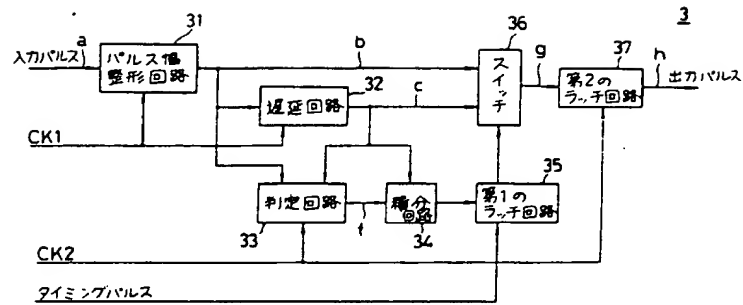 3
31
入力パルス
a
パルス幅
整形回路
b
36
スイッチ
g
37
第2の
ラッチ回路
h
出力パルス
32
遅延回路
c
CK1
判定回路
33
f
積分
回路
34
35
第1の
ラッチ回路
CK2
タイミングパルス